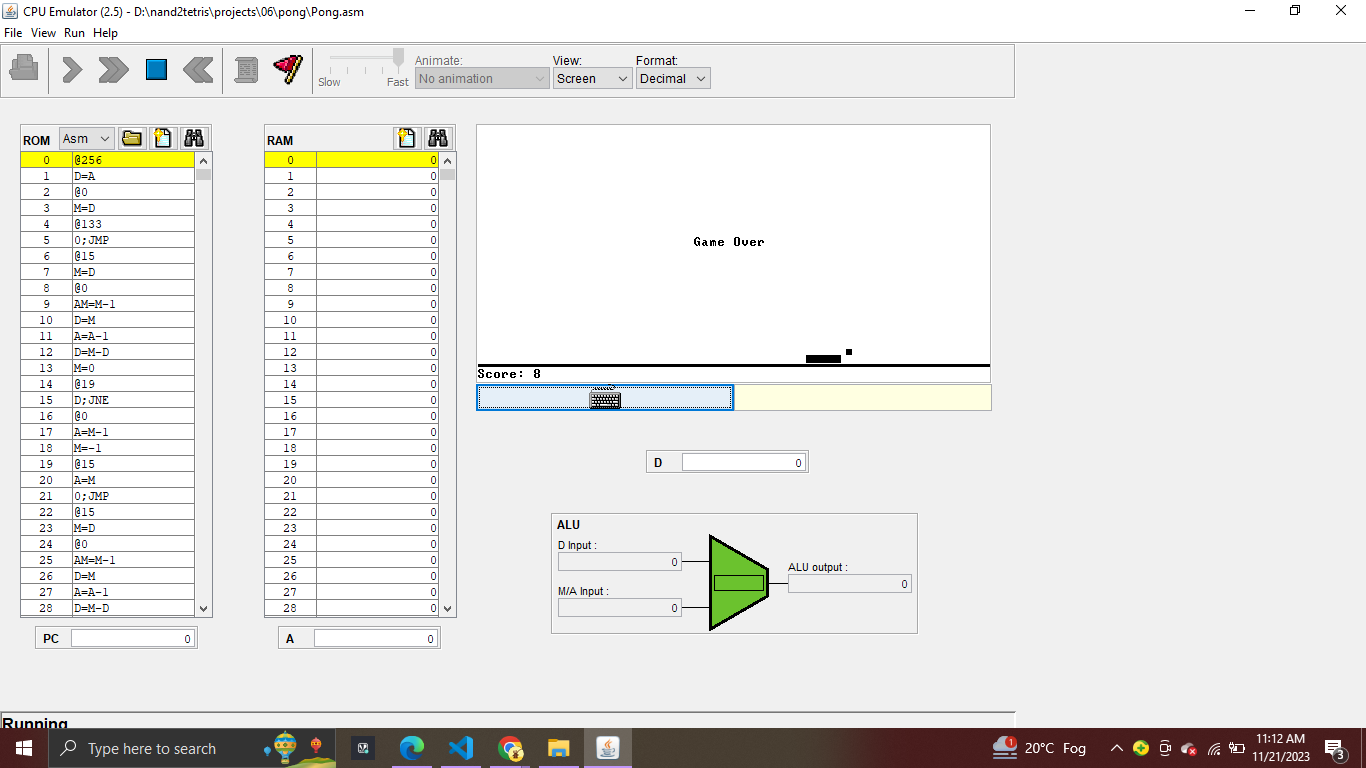 CPU Emulator (2.5) - D:\nand2tetris\projects\06\pong\Pong.asm
File View Run Help
Slow Fast
Animate:
No animation
View:
Screen
Format:
Decimal
ROM Asm
0 @256
1 D=A
2 @0
3 M=D
4 @133
5 0;JMP
6 @15
7 M=D
8 @0
9 AM=M-1
10 D=M
11 A=A-1
12 D=M-D
13 M=0
14 @19
15 D;JNE
16 @0
17 A=M-1
18 M=-1
19 @15
20 A=M
21 0;JMP
22 @15
23 M=D
24 @0
25 AM=M-1
26 D=M
27 A=A-1
28 D=M-D
PC 0
RAM
0 0
1 0
2 0
3 0
4 0
5 0
6 0
7 0
8 0
9 0
10 0
11 0
12 0
13 0
14 0
15 0
16 0
17 0
18 0
19 0
20 0
21 0
22 0
23 0
24 0
25 0
26 0
27 0
28 0
A 0
Game Over
Score: 8
D 0
ALU
D Input :
0
M/A Input :
0
ALU output :
0
Running
Type here to search
1
20°C Fog
11:12 AM
11/21/2023
3